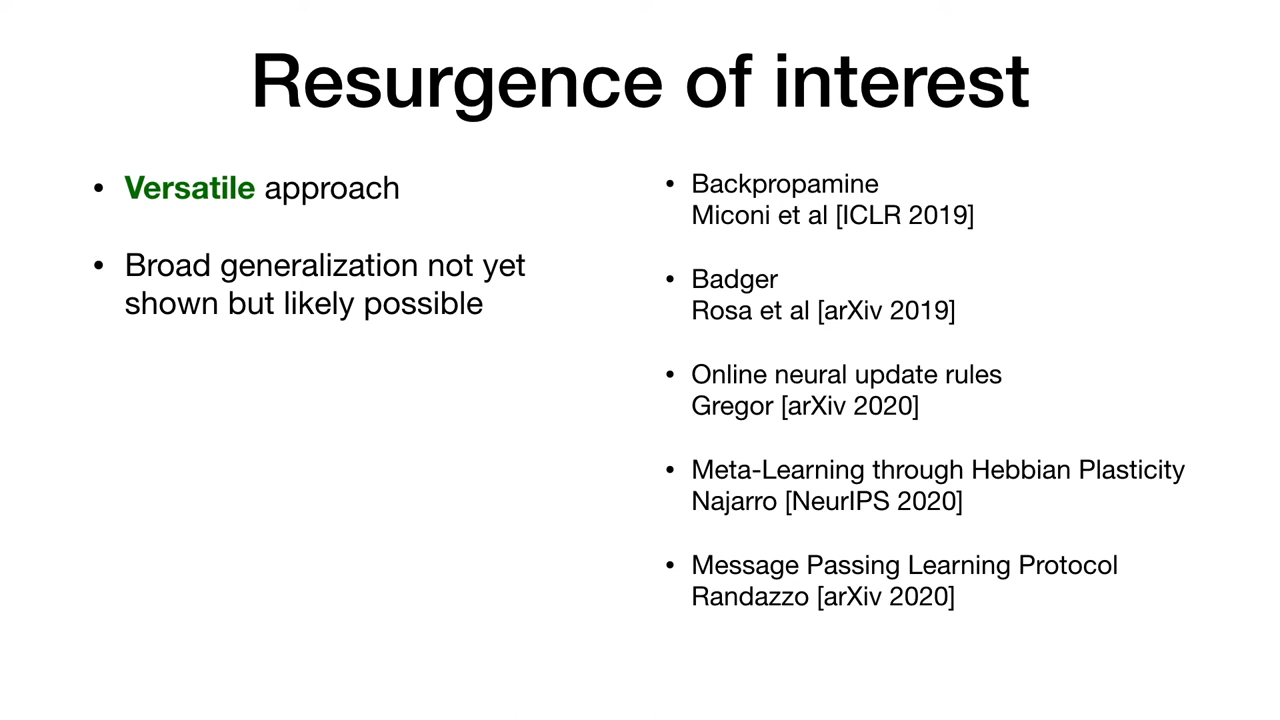 Resurgence of interest
• Versatile approach
• Broad generalization not yet
shown but likely possible
• Backpropamine
Miconi et al [ICLR 2019]
• Badger
Rosa et al [arXiv 2019]
• Online neural update rules
Gregor [arXiv 2020]
• Meta-Learning through Hebbian Plasticity
Najarro [NeurIPS 2020]
• Message Passing Learning Protocol
Randazzo [arXiv 2020]